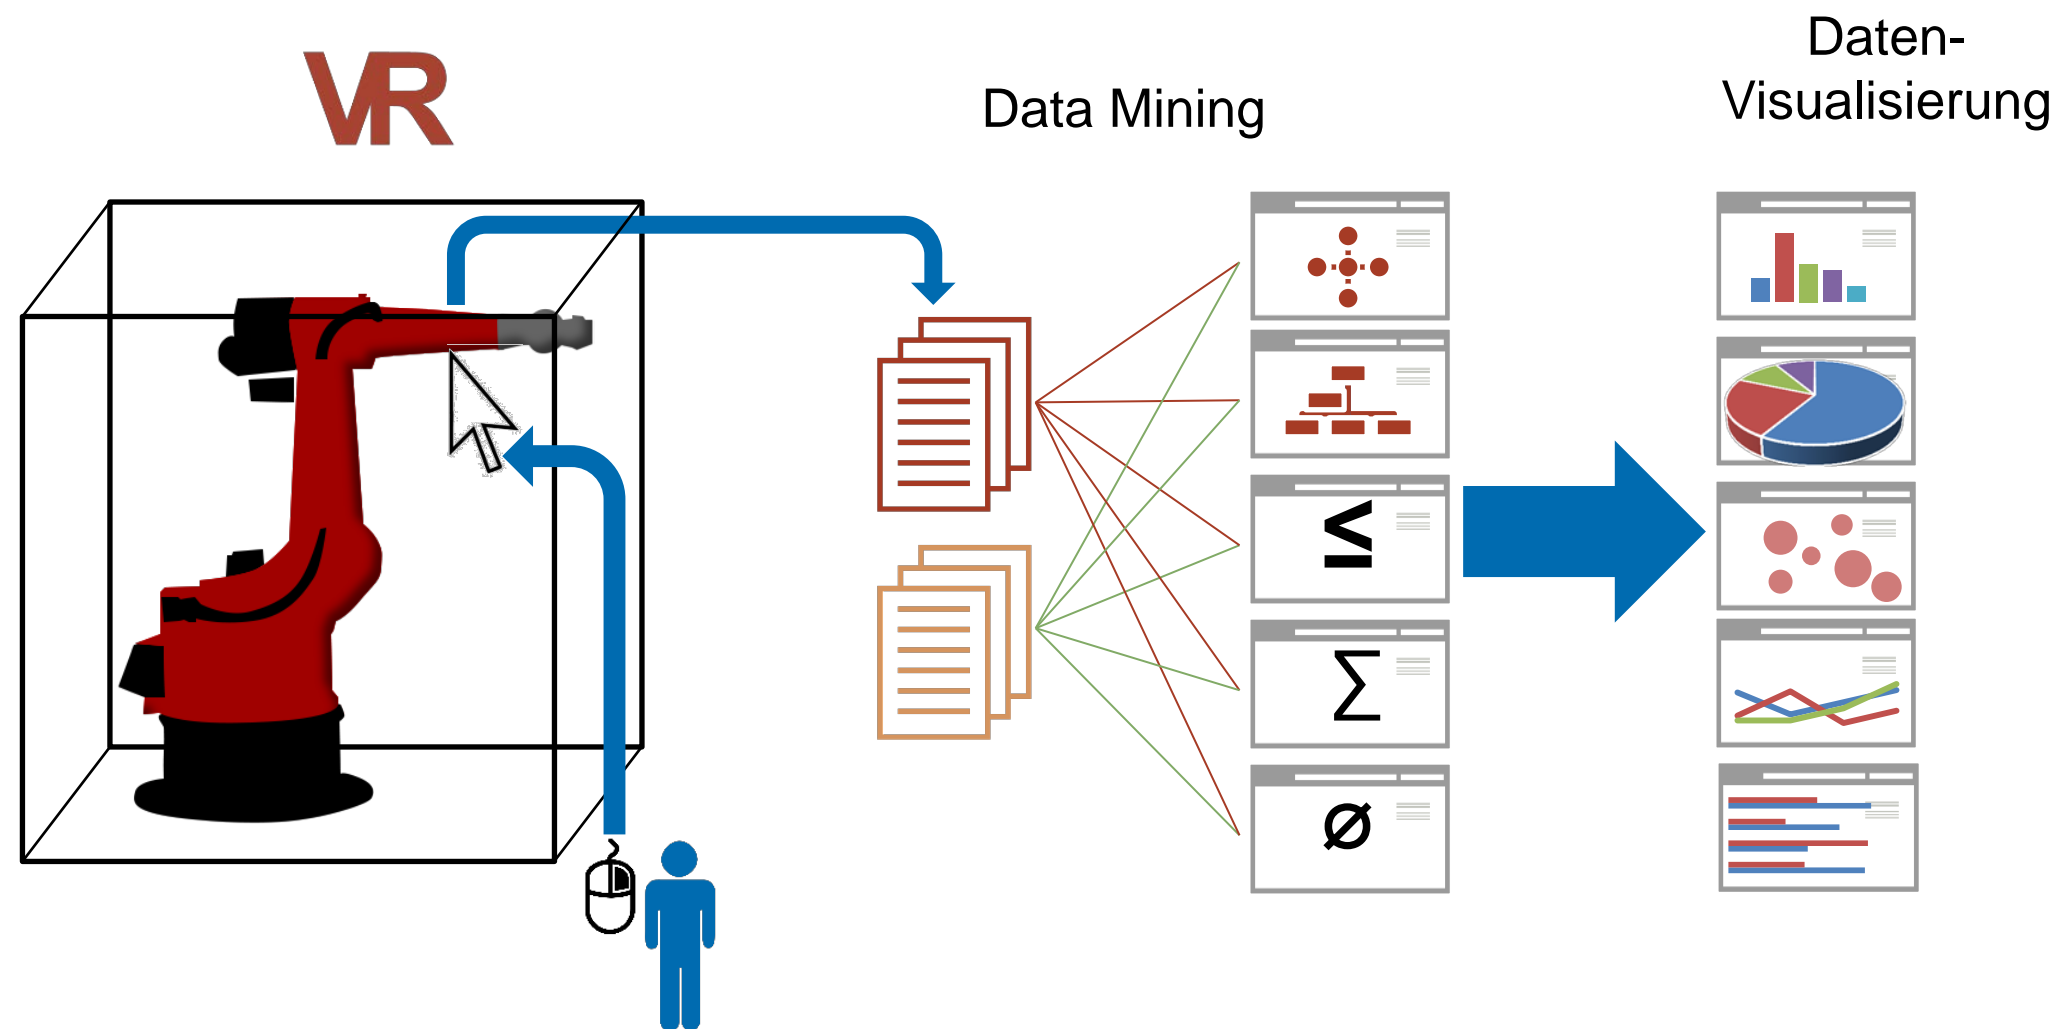 VR
Data Mining
Daten-
Visualisierung
≤
∑
Ø